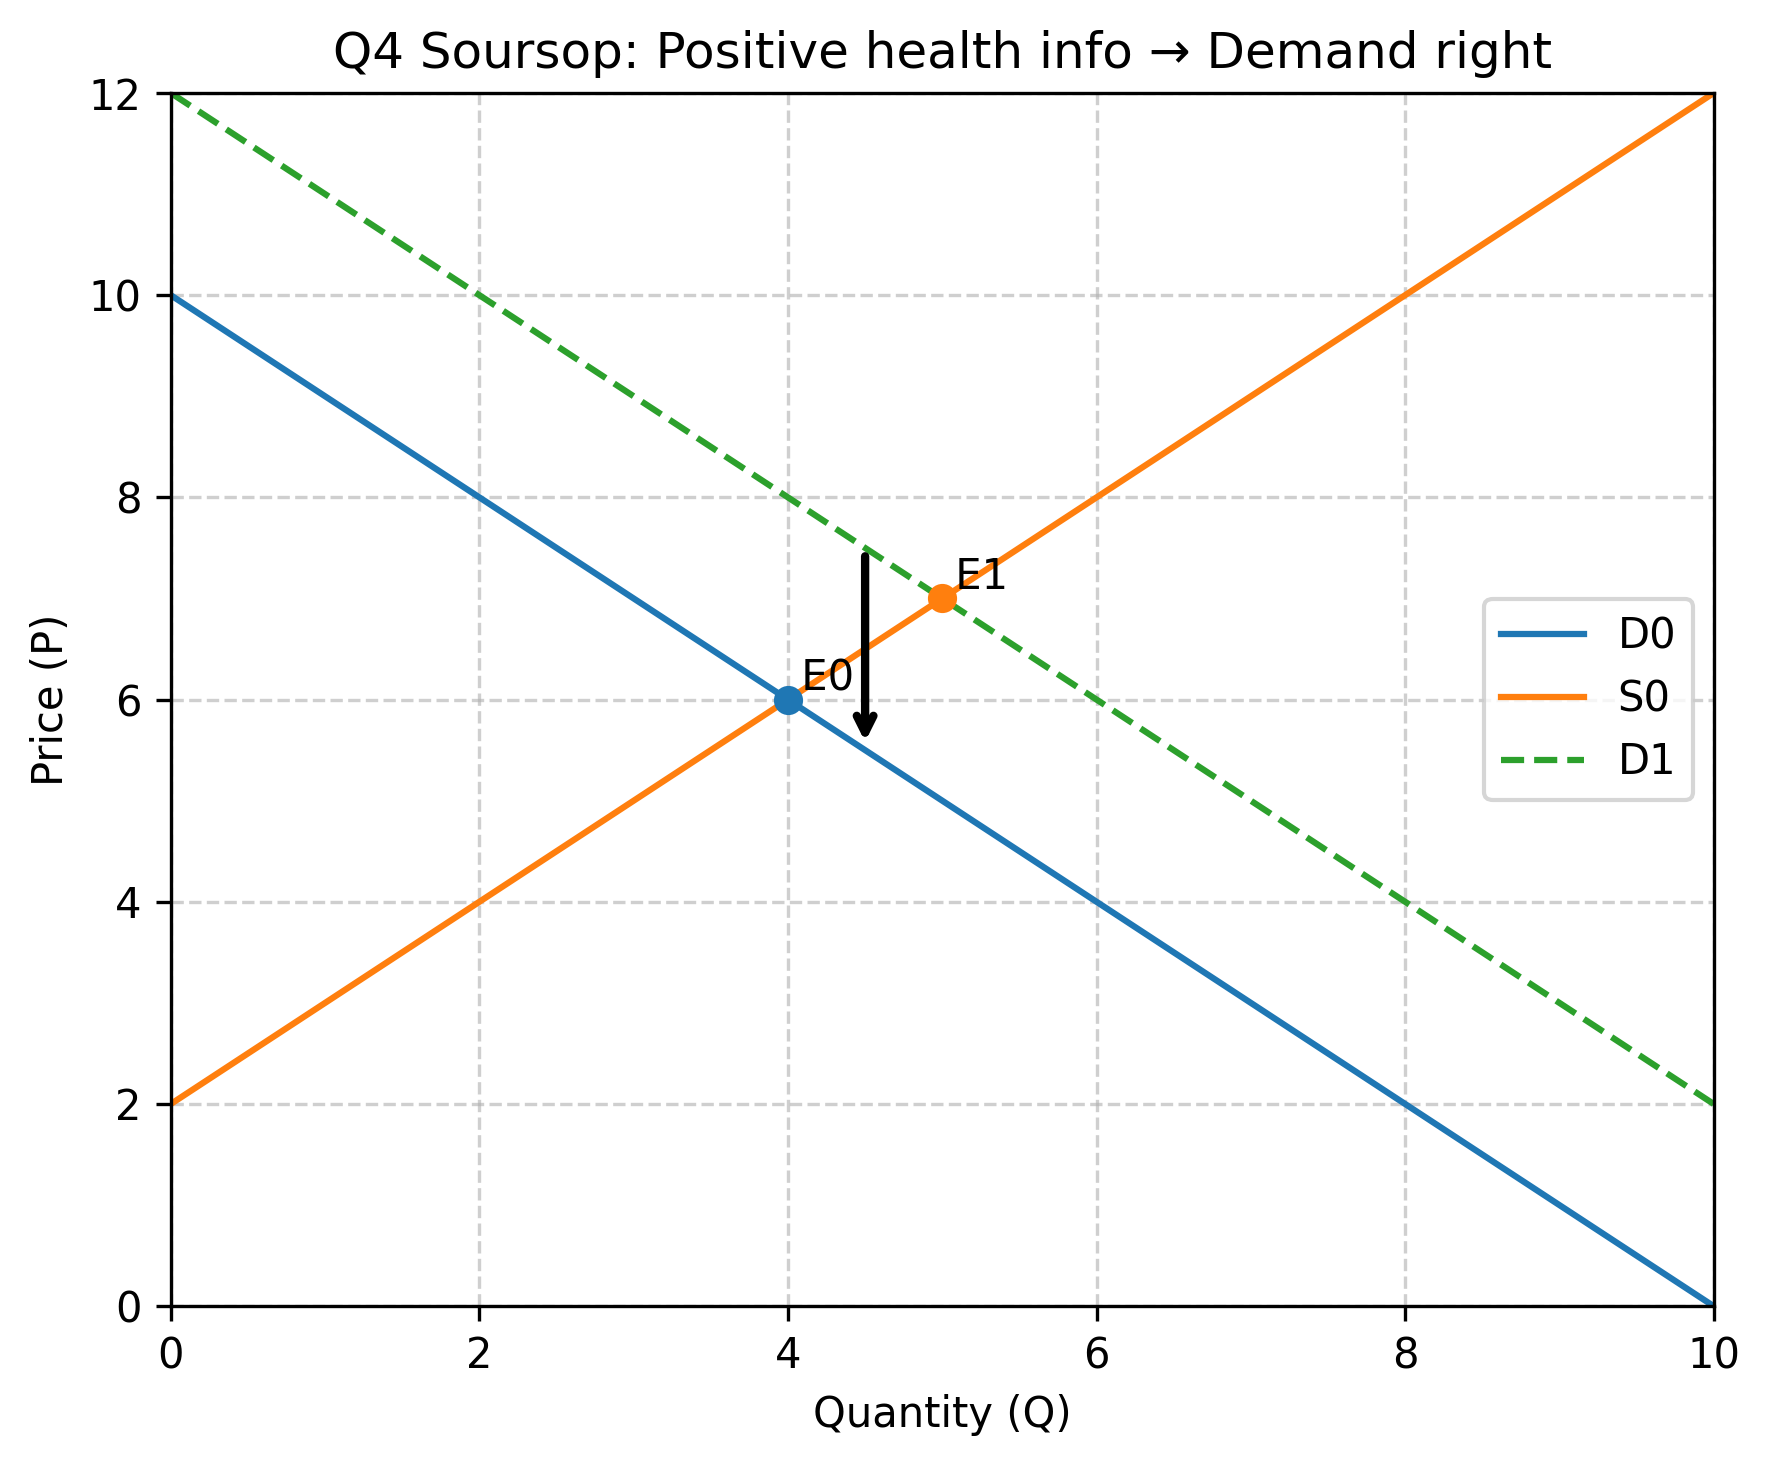 Q4 Soursop: Positive health info → Demand right
12
10
8
6
4
2
0
Price (P)
E1
E0
D0
S0
D1
0 2 4 6 8 10
Quantity (Q)